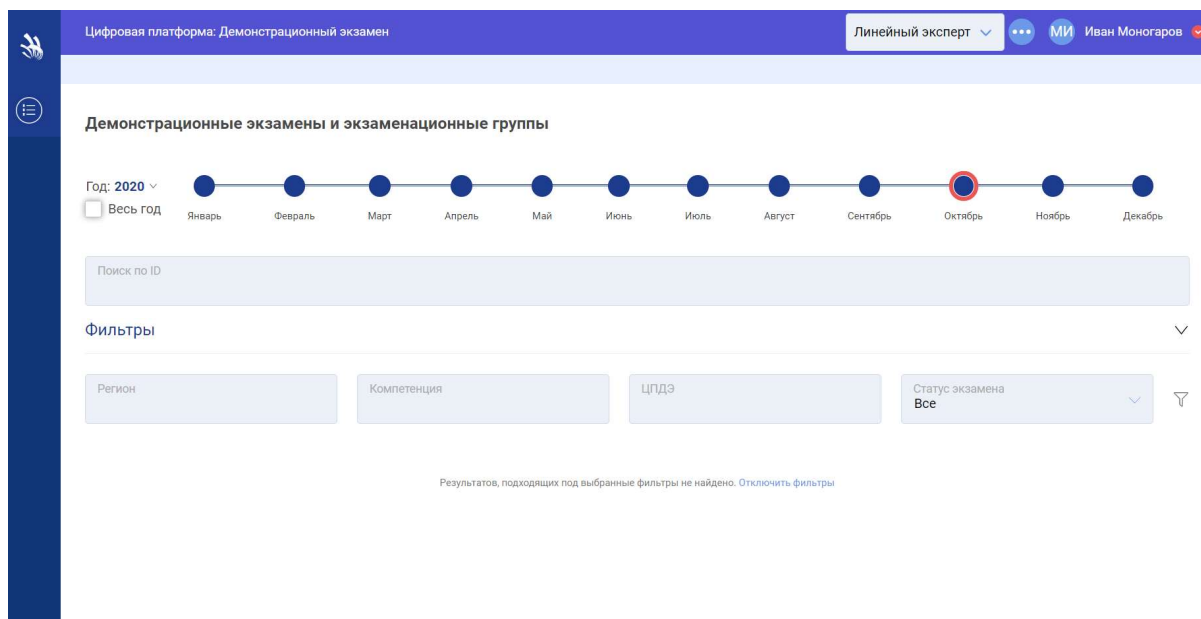 Цифровая платформа: Демонстрационный экзамен
Линейный эксперт
МИ
Иван Моногаров
Демонстрационные экзамены и экзаменационные группы
Год: 2020
Весь год
Январь Февраль Март Апрель Май Июнь Июль Август Сентябрь Октябрь Ноябрь Декабрь
Поиск по ID
Фильтры
Регион
Компетенция
ЦПДЭ
Статус экзамена
Все
Результатов, подходящих под выбранные фильтры не найдено. Отключить фильтры